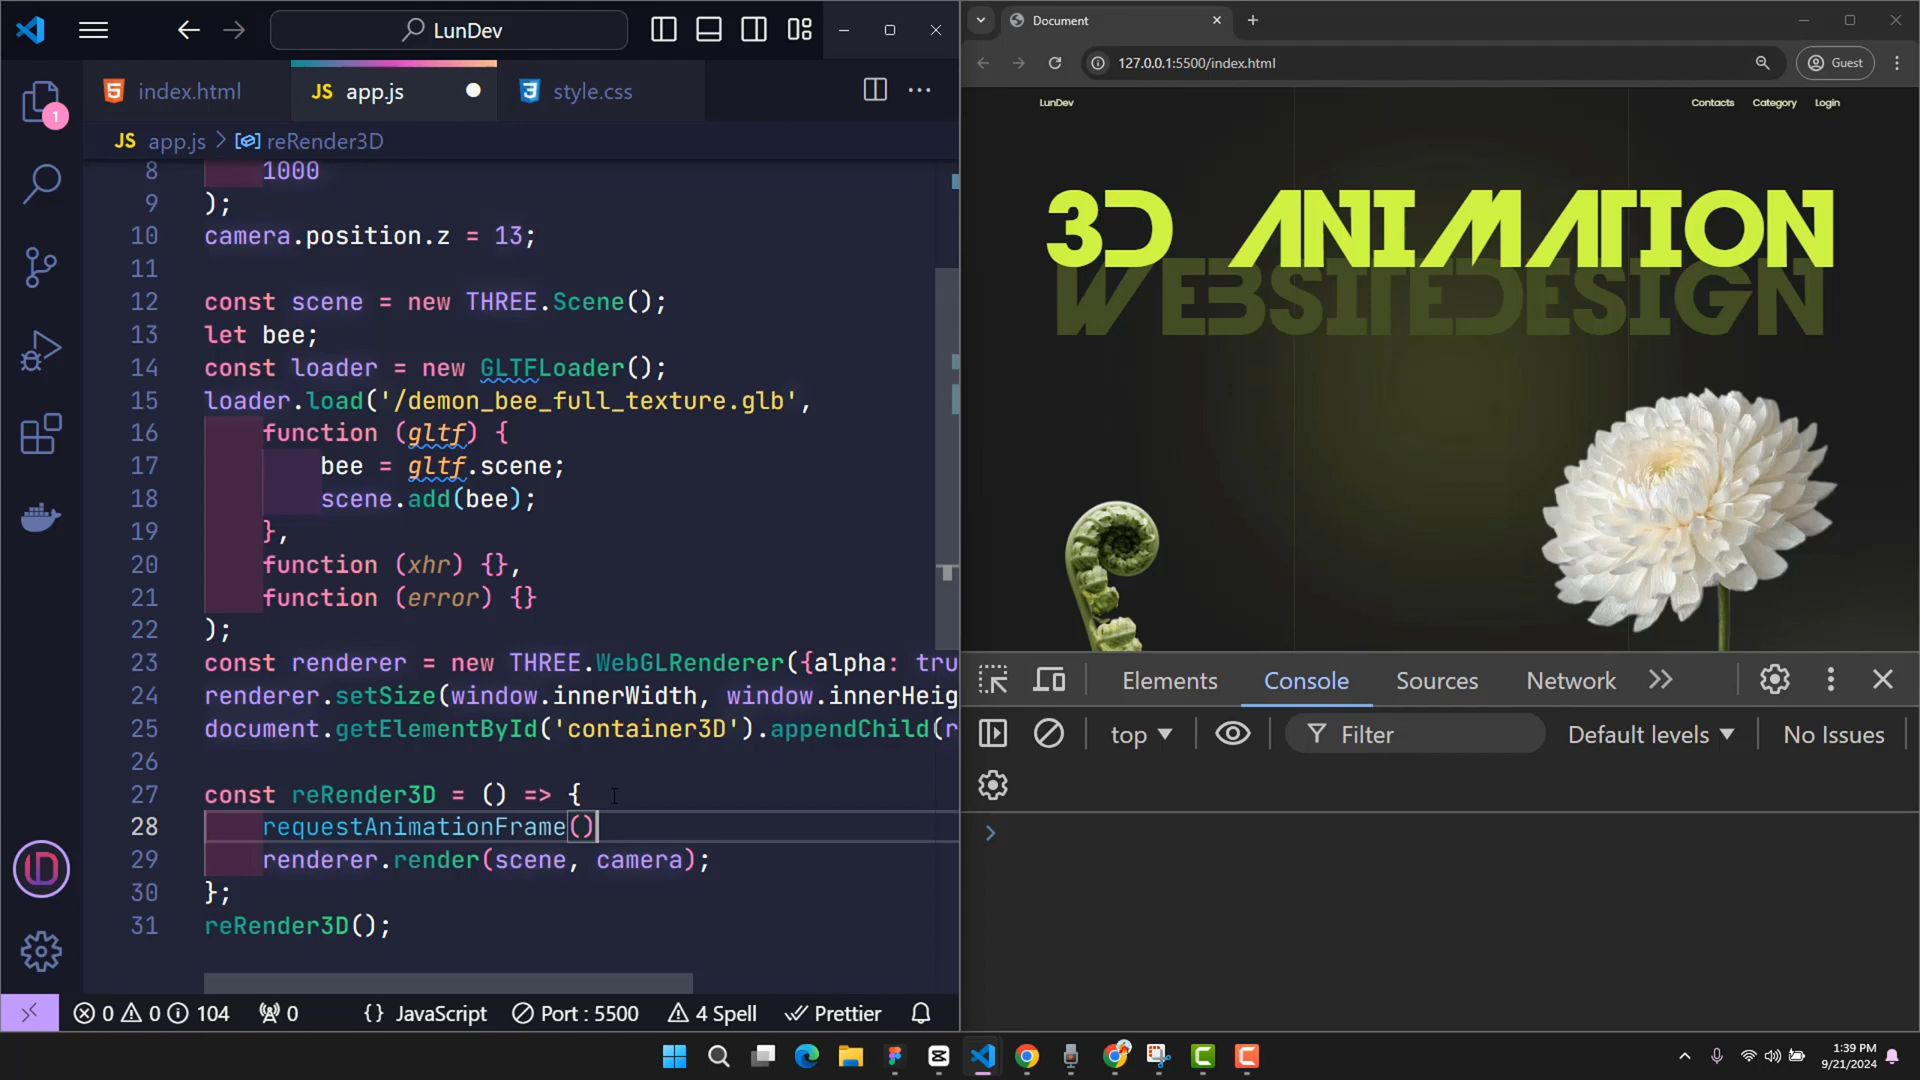 LunDev
index.html
JS app.js
style.css
JS app.js > reRender3D
8 1000
9 );
10 camera.position.z = 13;
11
12 const scene = new THREE.Scene();
13 let bee;
14 const loader = new GLTFLoader();
15 loader.load('/demon_bee_full_texture.glb',
16 function (gltf) {
17 bee = gltf.scene;
18 scene.add(bee);
19 },
20 function (xhr) {},
21 function (error) {}
22 );
23 const renderer = new THREE.WebGLRenderer({alpha: tru
24 renderer.setSize(window.innerWidth, window.innerHeig
25 document.getElementById('container3D').appendChild(r
26
27 const reRender3D = () => {
28 requestAnimationFrame()
29 renderer.render(scene, camera);
30 };
31 reRender3D();
1
0 0 104 0 {} JavaScript Port : 5500 4 Spell Prettier
Document
127.0.0.1:5500/index.html
Guest
LunDev Contacts Category Login
3D ANIMATION
WEBSITEDESIGN
Elements Console Sources Network
top Filter Default levels No Issues
1:39 PM
9/21/2024